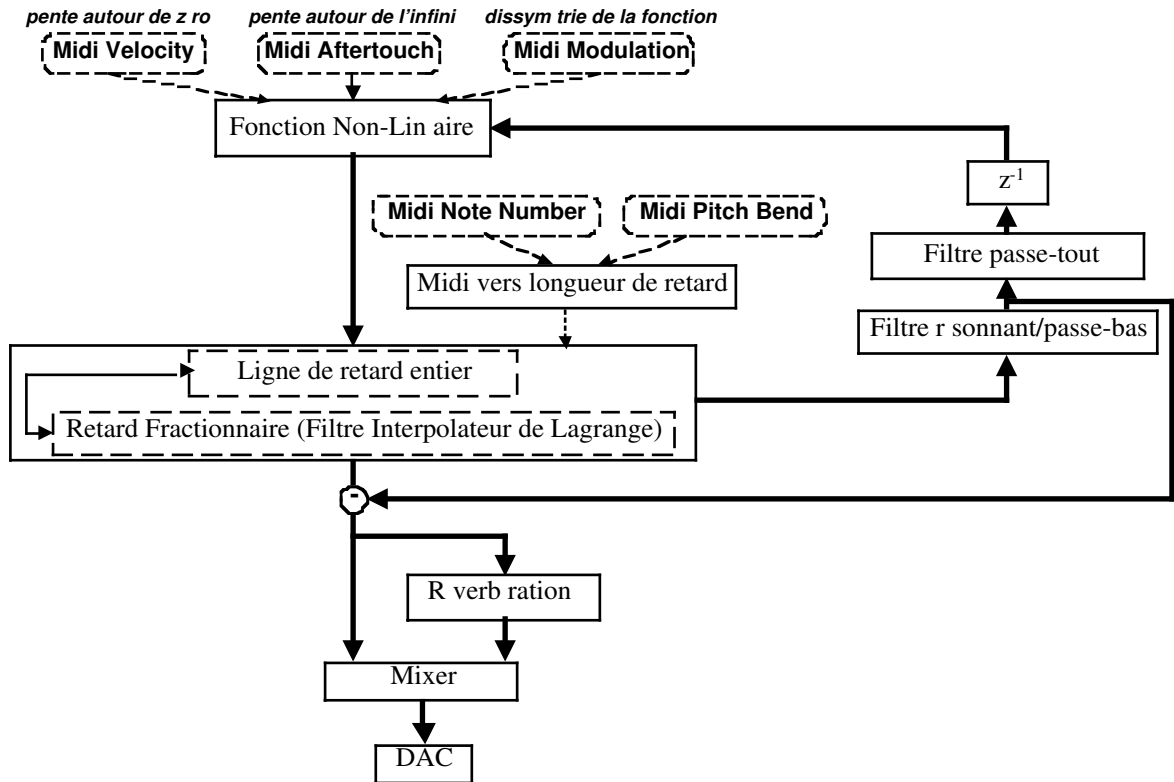 pente autour de z ro
pente autour de l'infini
dissym trie de la fonction
Midi Velocity
Midi Aftertouch
Midi Modulation
Fonction Non-Lin aire
z-1
Midi Note Number
Midi Pitch Bend
Filtre passe-tout
Midi vers longueur de retard
Filtre r sonnant/passe-bas
Ligne de retard entier
Retard Fractionnaire (Filtre Interpolateur de Lagrange)
-
R verb ration
Mixer
DAC